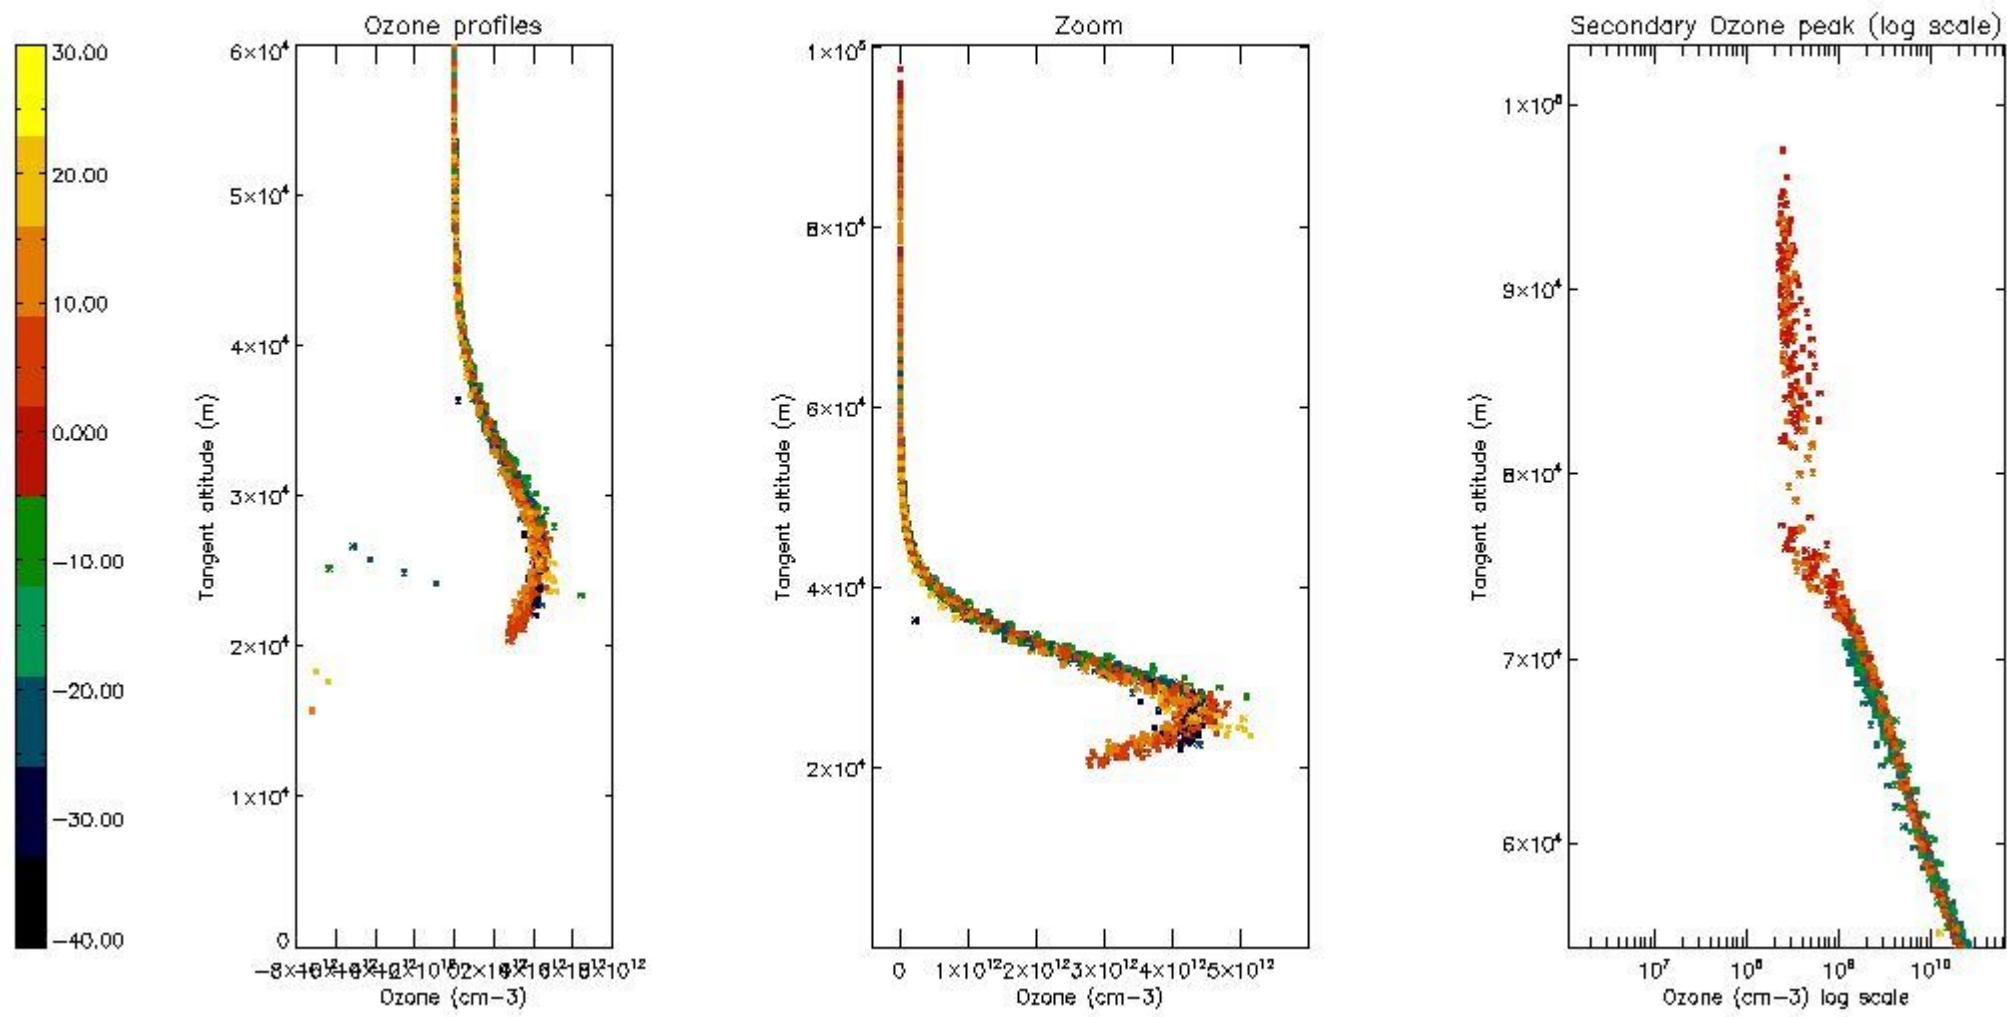 Ozone profiles
Zoom
Secondary Ozone peak (log scale)
30.00
20.00
10.00
0.000
−10.00
−20.00
−30.00
−40.00
6×10⁴
5×10⁴
4×10⁴
3×10⁴
2×10⁴
1×10⁴
0
Tangent altitude (m)
Ozone (cm−3)
1×10⁵
8×10⁴
6×10⁴
4×10⁴
2×10⁴
Tangent altitude (m)
0 1×10¹² 2×10¹² 3×10¹² 4×10¹² 5×10¹²
Ozone (cm−3)
9×10⁴
8×10⁴
7×10⁴
6×10⁴
Tangent altitude (m)
10⁷ 10⁸ 10⁹ 10¹⁰
Ozone (cm−3) log scale